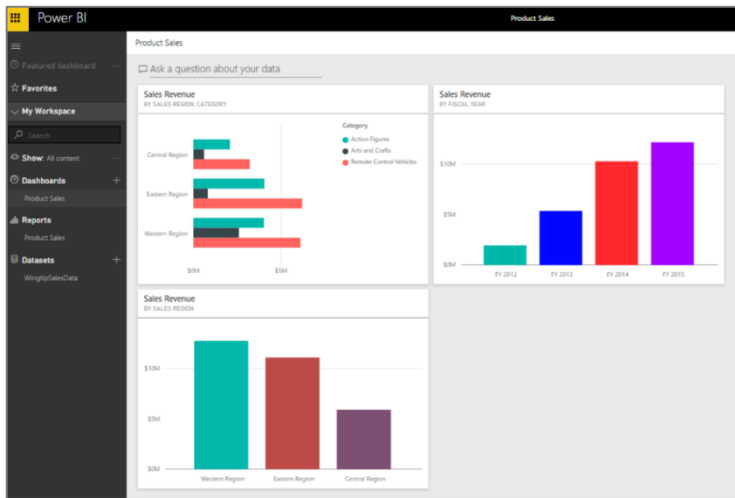 Power BI
Product Sales
Featured dashboard
Favorites
My Workspace
Search
Show: All content
Dashboards
Product Sales
Reports
Product Sales
Datasets
WingtipSalesData
Product Sales
Ask a question about your data
Sales Revenue
BY SALES REGION, CATEGORY
Category
Action Figures
Arts and Crafts
Remote Control Vehicles
Central Region
Eastern Region
Western Region
$0M $5M
Sales Revenue
BY FISCAL YEAR
$10M
$5M
$0M
FY 2012 FY 2013 FY 2014 FY 2015
Sales Revenue
BY SALES REGION
$10M
$5M
$0M
Western Region Eastern Region Central Region